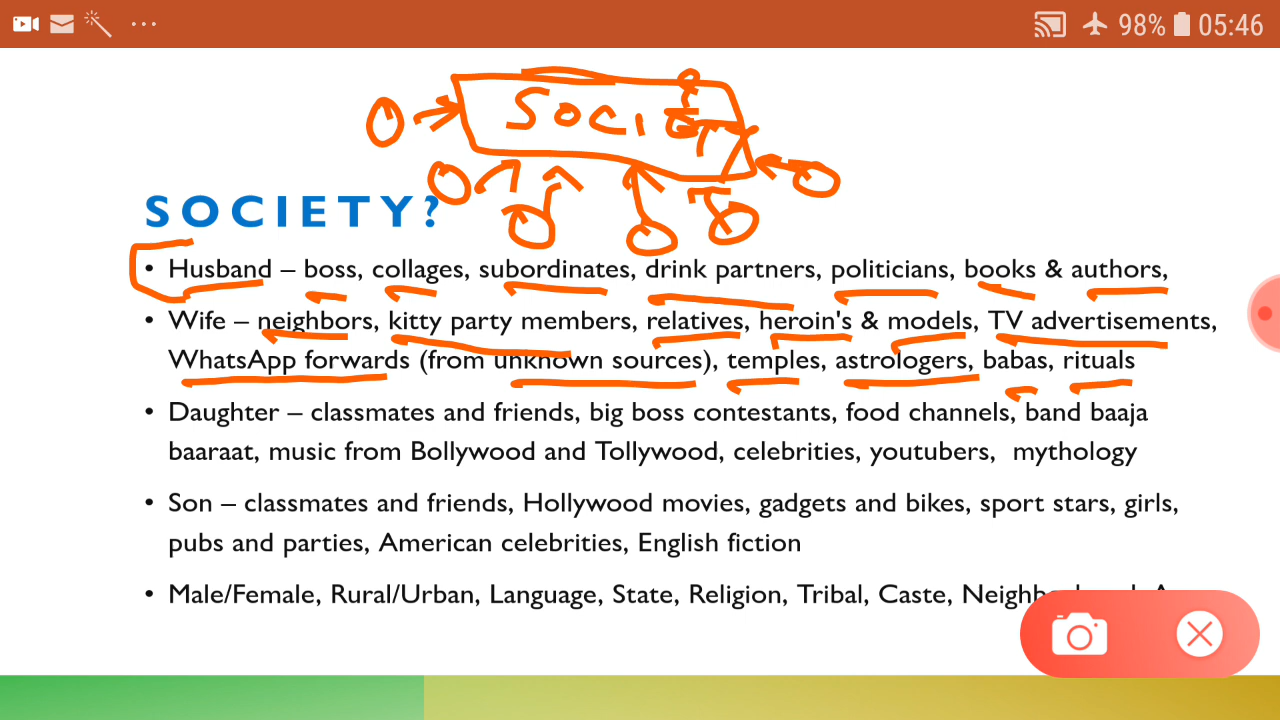 98% 05:46
SOCIETY
SOCIETY?
• Husband – boss, collages, subordinates, drink partners, politicians, books & authors,
• Wife – neighbors, kitty party members, relatives, heroin's & models, TV advertisements,
WhatsApp forwards (from unknown sources), temples, astrologers, babas, rituals
• Daughter – classmates and friends, big boss contestants, food channels, band baaja
baaraat, music from Bollywood and Tollywood, celebrities, youtubers, mythology
• Son – classmates and friends, Hollywood movies, gadgets and bikes, sport stars, girls,
pubs and parties, American celebrities, English fiction
• Male/Female, Rural/Urban, Language, State, Religion, Tribal, Caste,